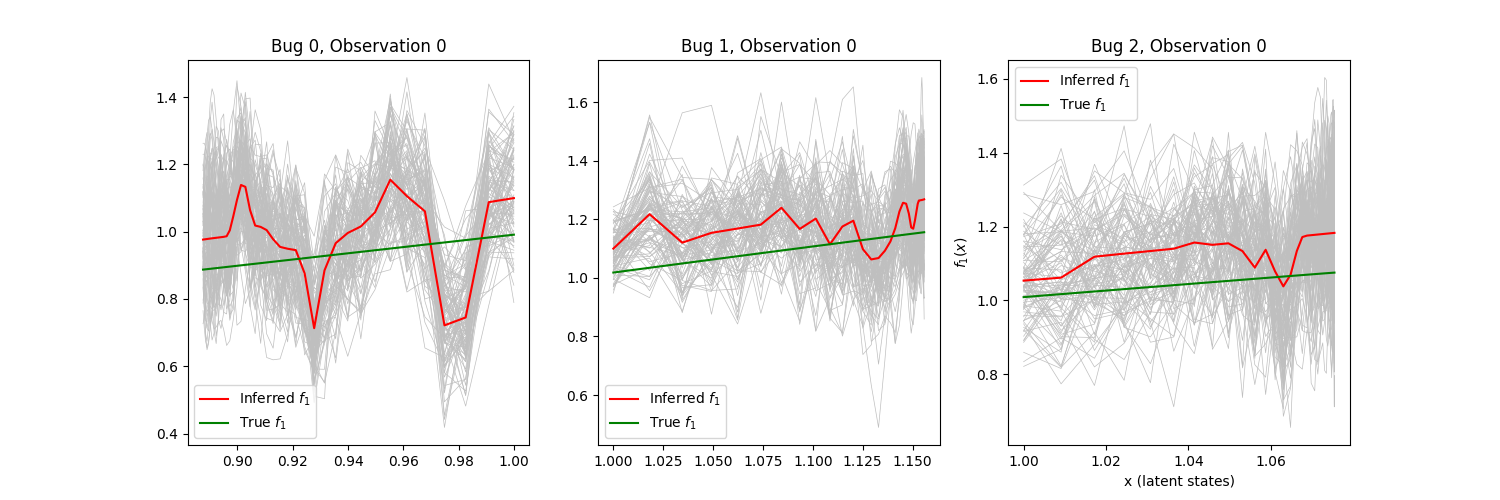 Bug 0, Observation 0
1.4
1.2
1.0
0.8
0.6
0.4
Inferred f₁
True f₁
0.90 0.92 0.94 0.96 0.98 1.00
Bug 1, Observation 0
1.6
1.4
1.2
1.0
0.8
0.6
Inferred f₁
True f₁
1.000 1.025 1.050 1.075 1.100 1.125 1.150
Bug 2, Observation 0
f₁(x)
1.6
1.4
1.2
1.0
0.8
Inferred f₁
True f₁
1.00 1.02 1.04 1.06
x (latent states)